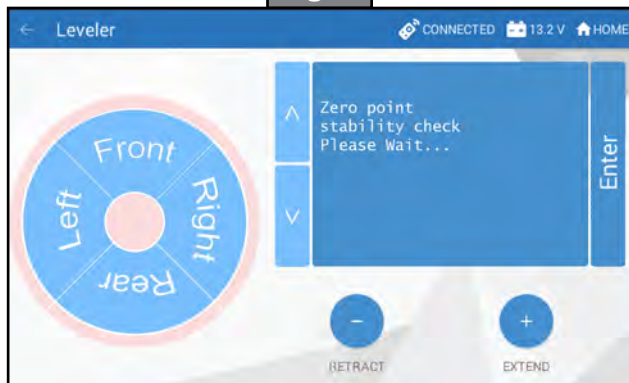 ← Leveler
CONNECTED
13.2 V
HOME
Front
Left
Right
Rear
^
Zero point
stability check
Please Wait...
v
Enter
−
+
RETRACT
EXTEND